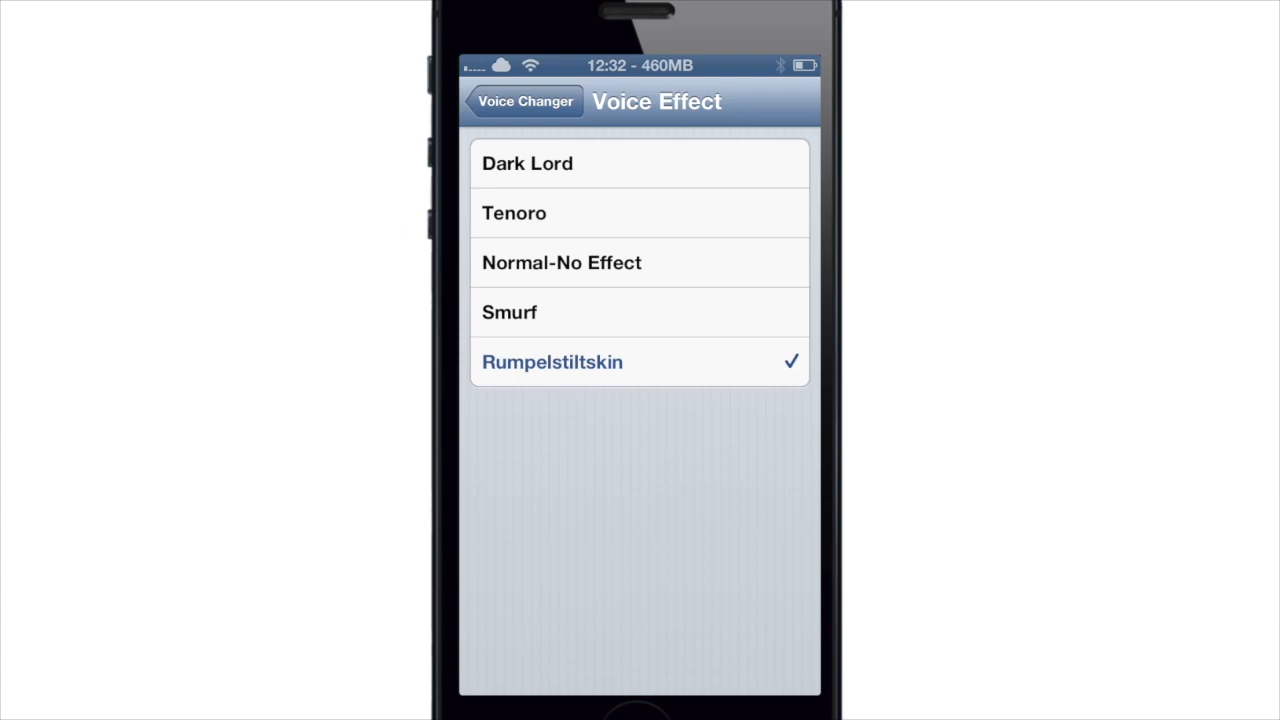 12:32 - 460MB
Voice Changer
Voice Effect
Dark Lord
Tenoro
Normal-No Effect
Smurf
Rumpelstiltskin